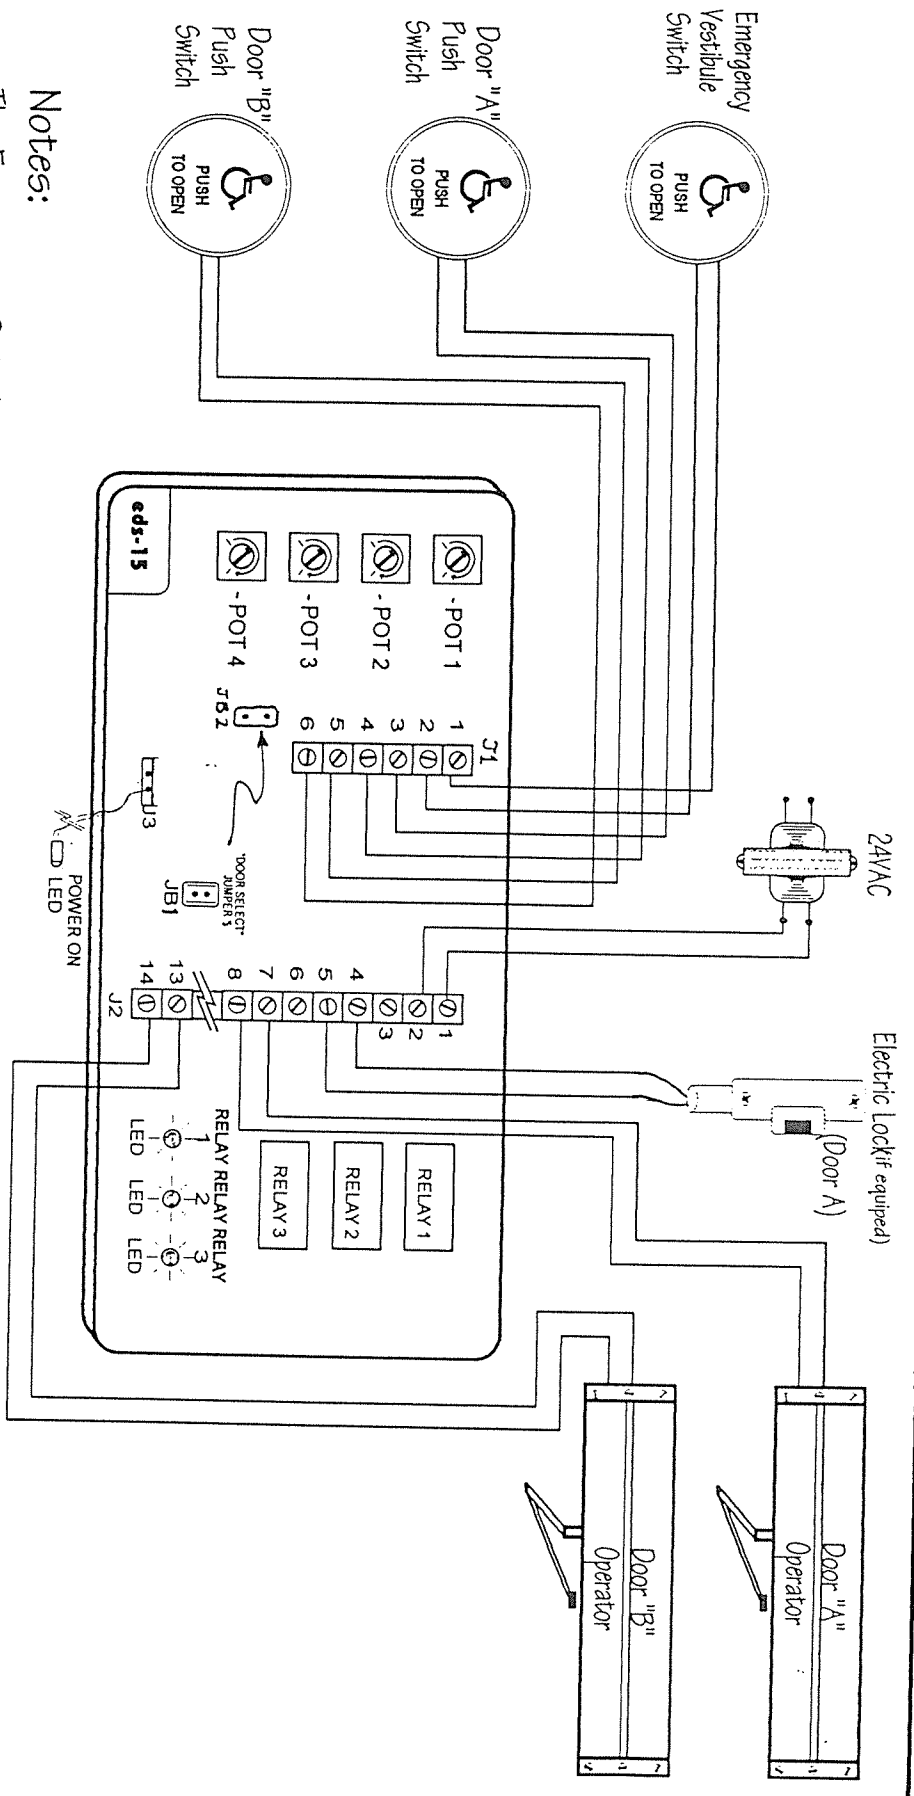 Emergency
Vestibule
Switch
PUSH
TO OPEN
Door "A"
Push
Switch
PUSH
TO OPEN
Door "B"
Push
Switch
PUSH
TO OPEN
24VAC
Electric Lock(if equiped)
(Door A)
Door "A"
Operator
Door "B"
Operator
eds-15
-POT 1
-POT 2
-POT 3
-POT 4
J1
1
2
3
4
5
6
JB2
"DOOR SELECT"
JUMPERS
JB1
J3
POWER ON
LED
1
2
3
4
5
6
7
8
13
14
J2
RELAY 1
RELAY 2
RELAY 3
RELAY RELAY RELAY
1 2 3
LED LED LED
Notes: